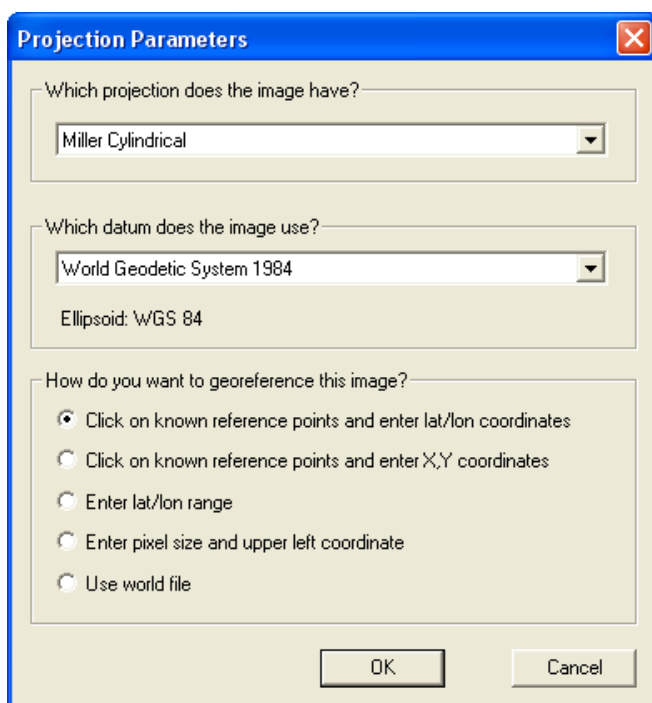 Projection Parameters
Which projection does the image have?
Miller Cylindrical
Which datum does the image use?
World Geodetic System 1984
Ellipsoid: WGS 84
How do you want to georeference this image?
Click on known reference points and enter lat/lon coordinates
Click on known reference points and enter X,Y coordinates
Enter lat/lon range
Enter pixel size and upper left coordinate
Use world file
OK Cancel